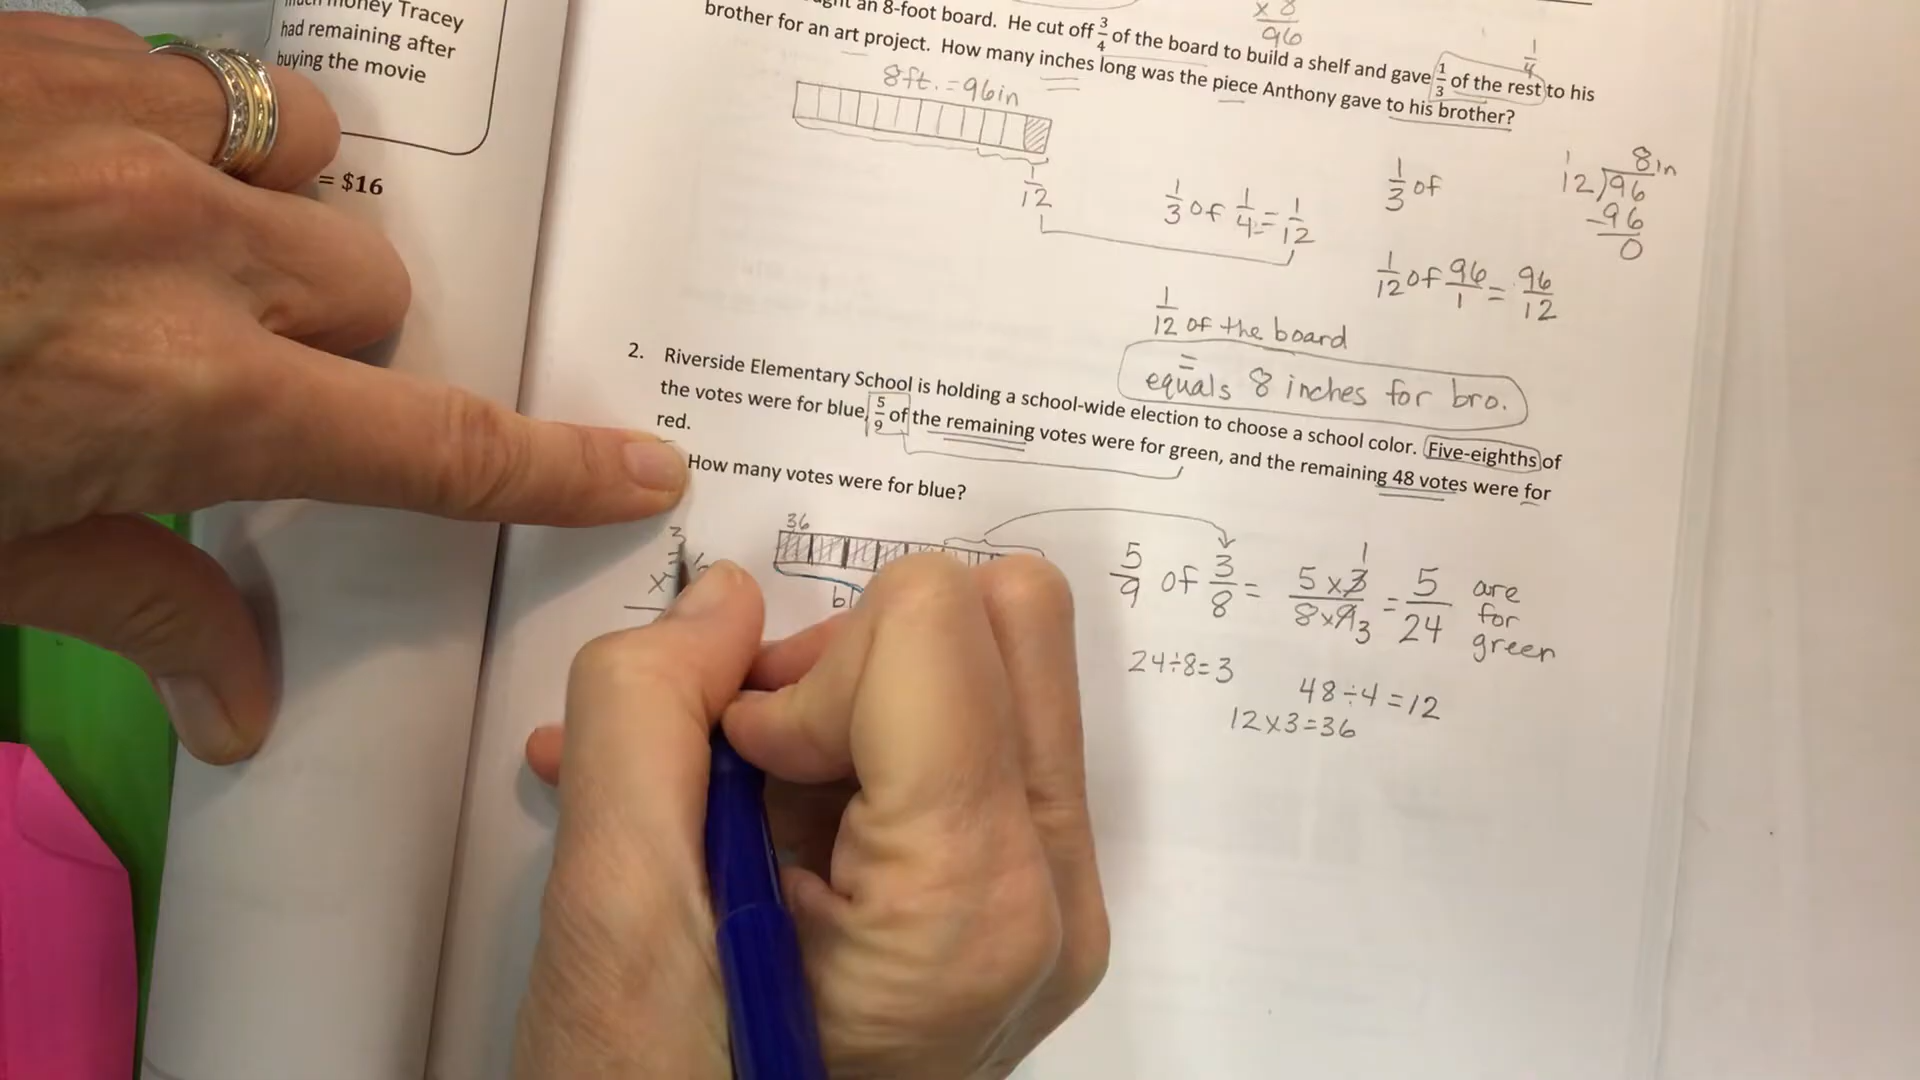 money Tracey
had remaining after
buying the movie
= $16
x 8
96
an 8-foot board. He cut off 3/4 of the board to build a shelf and gave 1/3 of the rest to his
brother for an art project. How many inches long was the piece Anthony gave to his brother?
1/4
8ft. = 96in
1/12
1/3 of 1/4 = 1/12
1/3 of
8in
12)96
-96
0
1/12 of 96/1 = 96/12
1/12 of the board
=
equals 8 inches for bro.
2. Riverside Elementary School is holding a school-wide election to choose a school color. Five-eighths of
the votes were for blue, 5/9 of the remaining votes were for green, and the remaining 48 votes were for
red.
How many votes were for blue?
3
x
36
bl
5/9 of 3/8 = 5x3/8x9 = 5/24 are for green
1
3
24÷8=3
48÷4=12
12x3=36